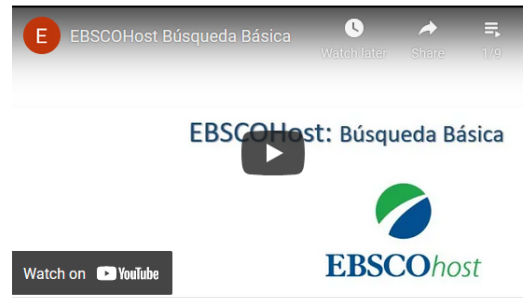 E EBSCOHost Búsqueda Básica
Watch later Share 1/9
EBSCOHost: Búsqueda Básica
EBSCOhost
Watch on YouTube